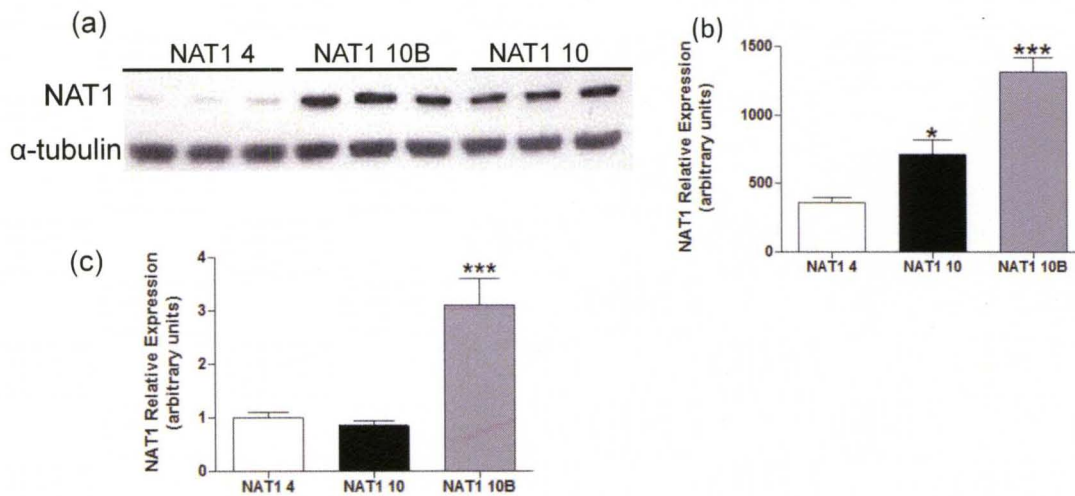 (a)
NAT1 4 NAT1 10B NAT1 10
NAT1
α-tubulin
(b)
NAT1 Relative Expression
(arbitrary units)
1500
1000
500
0
*
***
NAT1 4 NAT1 10 NAT1 10B
(c)
NAT1 Relative Expression
(arbitrary units)
4
3
2
1
0
***
NAT1 4 NAT1 10 NAT1 10B